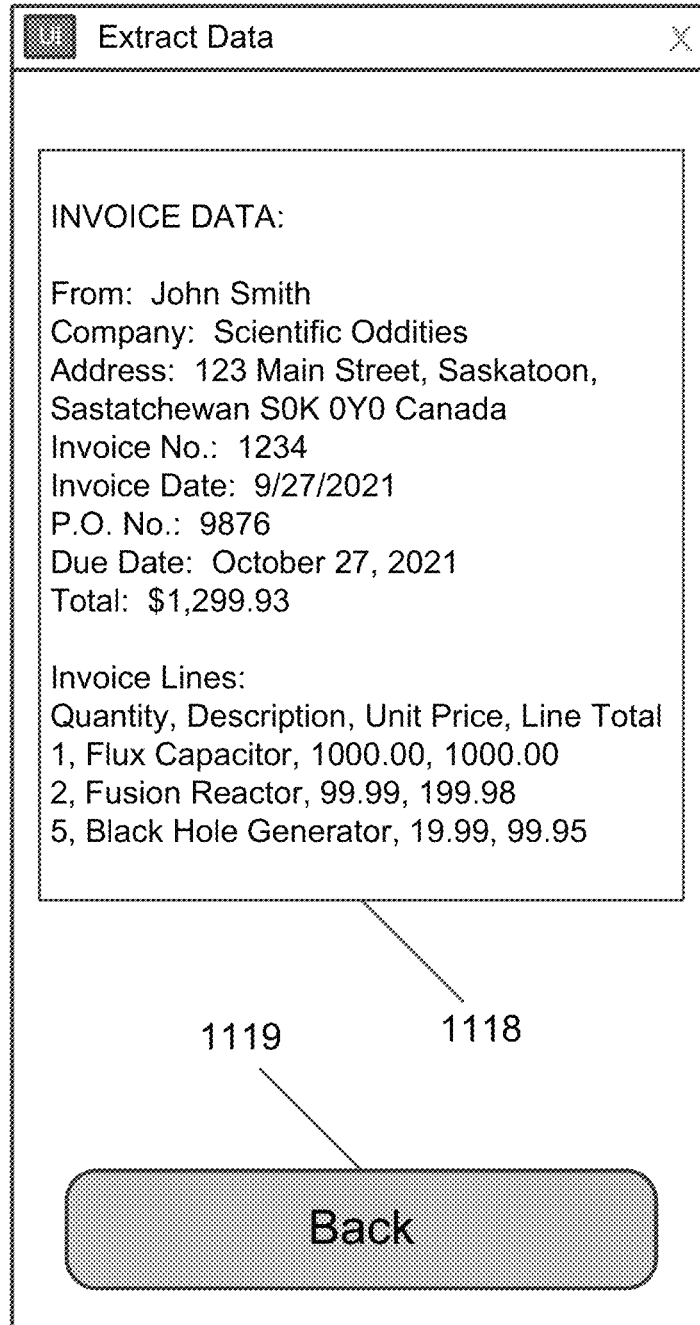 Ui Extract Data X
INVOICE DATA:
From: John Smith
Company: Scientific Oddities
Address: 123 Main Street, Saskatoon,
Sastatchewan S0K 0Y0 Canada
Invoice No.: 1234
Invoice Date: 9/27/2021
P.O. No.: 9876
Due Date: October 27, 2021
Total: $1,299.93
Invoice Lines:
Quantity, Description, Unit Price, Line Total
1, Flux Capacitor, 1000.00, 1000.00
2, Fusion Reactor, 99.99, 199.98
5, Black Hole Generator, 19.99, 99.95
1119 1118
Back